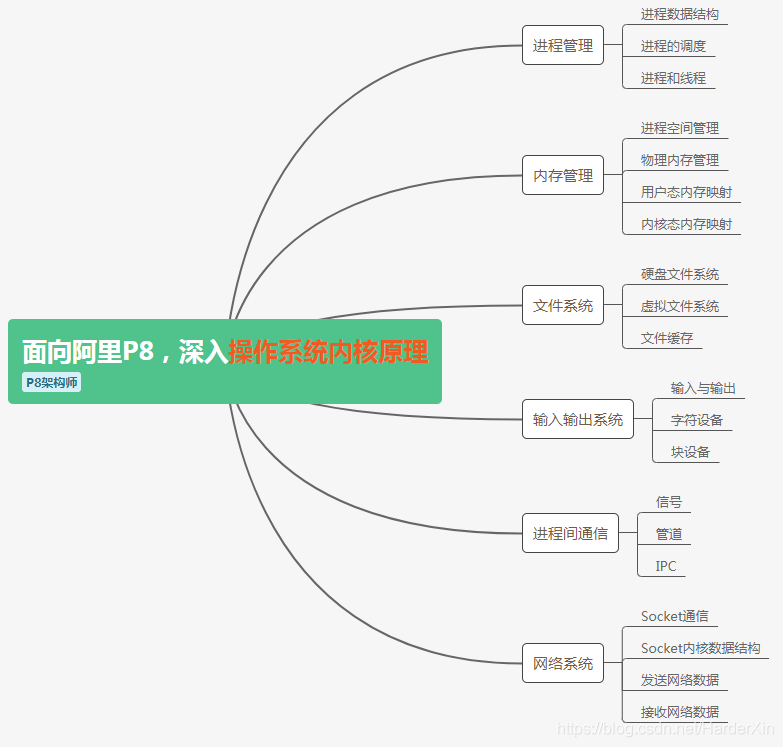 进程管理
进程数据结构
进程的调度
进程和线程
内存管理
进程空间管理
物理内存管理
用户态内存映射
内核态内存映射
文件系统
硬盘文件系统
虚拟文件系统
文件缓存
面向阿里P8，深入操作系统内核原理
P8架构师
输入输出系统
输入与输出
字符设备
块设备
进程间通信
信号
管道
IPC
网络系统
Socket通信
Socket内核数据结构
发送网络数据
接收网络数据
https://blog.csdn.net/HarderXin